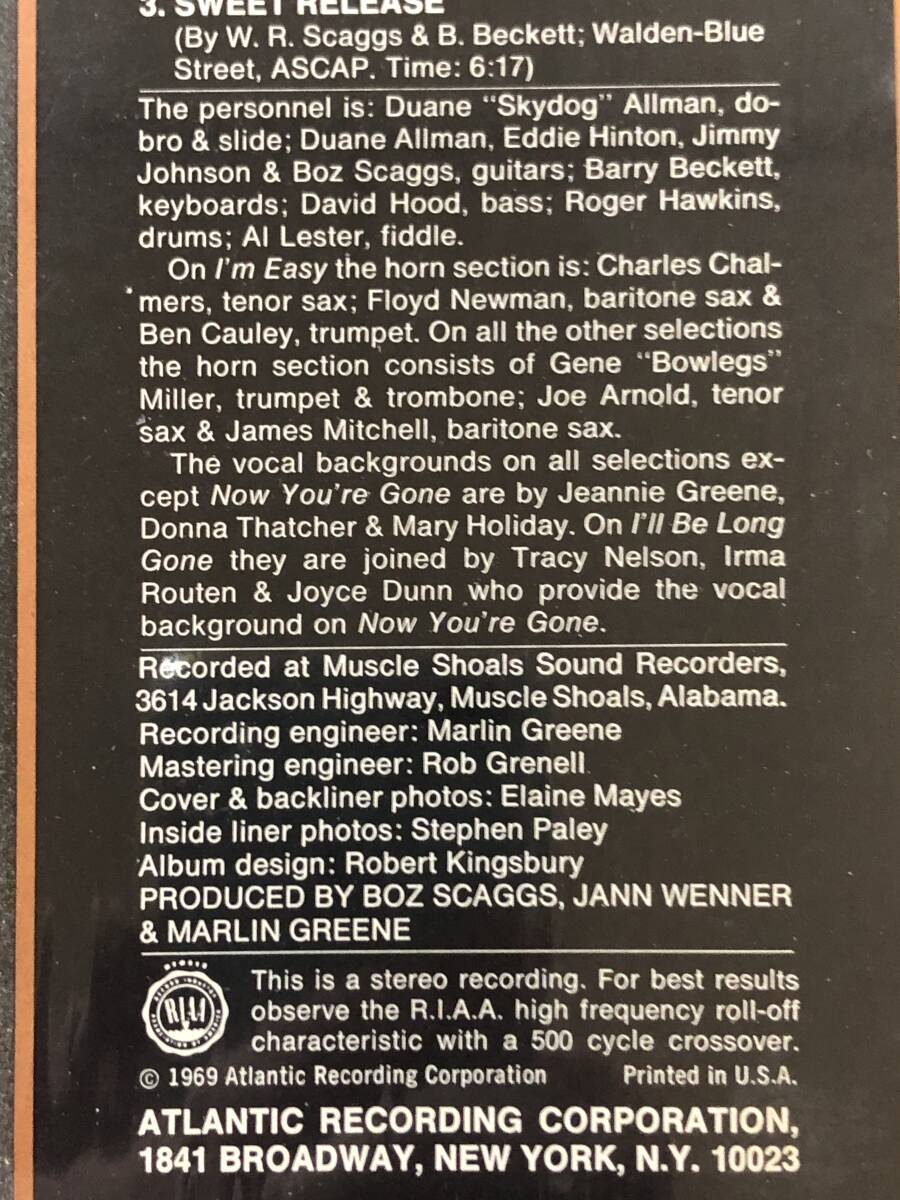 3. SWEET RELEASE
(By W. R. Scaggs & B. Beckett; Walden-Blue
Street, ASCAP. Time: 6:17)
The personnel is: Duane "Skydog" Allman, do-
bro & slide; Duane Allman, Eddie Hinton, Jimmy
Johnson & Boz Scaggs, guitars; Barry Beckett,
keyboards; David Hood, bass; Roger Hawkins,
drums; Al Lester, fiddle.
On I'm Easy the horn section is: Charles Chal-
mers, tenor sax; Floyd Newman, baritone sax &
Ben Cauley, trumpet. On all the other selections
the horn section consists of Gene "Bowlegs"
Miller, trumpet & trombone; Joe Arnold, tenor
sax & James Mitchell, baritone sax.
The vocal backgrounds on all selections ex-
cept Now You're Gone are by Jeannie Greene,
Donna Thatcher & Mary Holiday. On I'll Be Long
Gone they are joined by Tracy Nelson, Irma
Routen & Joyce Dunn who provide the vocal
background on Now You're Gone.
Recorded at Muscle Shoals Sound Recorders,
3614 Jackson Highway, Muscle Shoals, Alabama.
Recording engineer: Marlin Greene
Mastering engineer: Rob Grenell
Cover & backliner photos: Elaine Mayes
Inside liner photos: Stephen Paley
Album design: Robert Kingsbury
PRODUCED BY BOZ SCAGGS, JANN WENNER
& MARLIN GREENE
RIAA
This is a stereo recording. For best results
observe the R.I.A.A. high frequency roll-off
characteristic with a 500 cycle crossover.
© 1969 Atlantic Recording Corporation Printed in U.S.A.
ATLANTIC RECORDING CORPORATION,
1841 BROADWAY, NEW YORK, N.Y. 10023